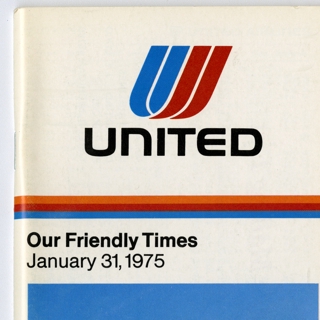 UNITED
Our Friendly Times
January 31, 1975